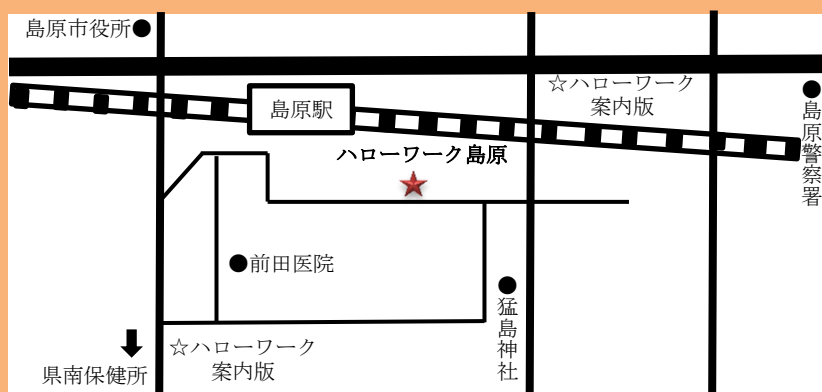 島原市役所●
☆ハローワーク
案内版
島原駅
●島原警察署
ハローワーク島原
●前田医院
●猛島神社
☆ハローワーク
案内版
県南保健所